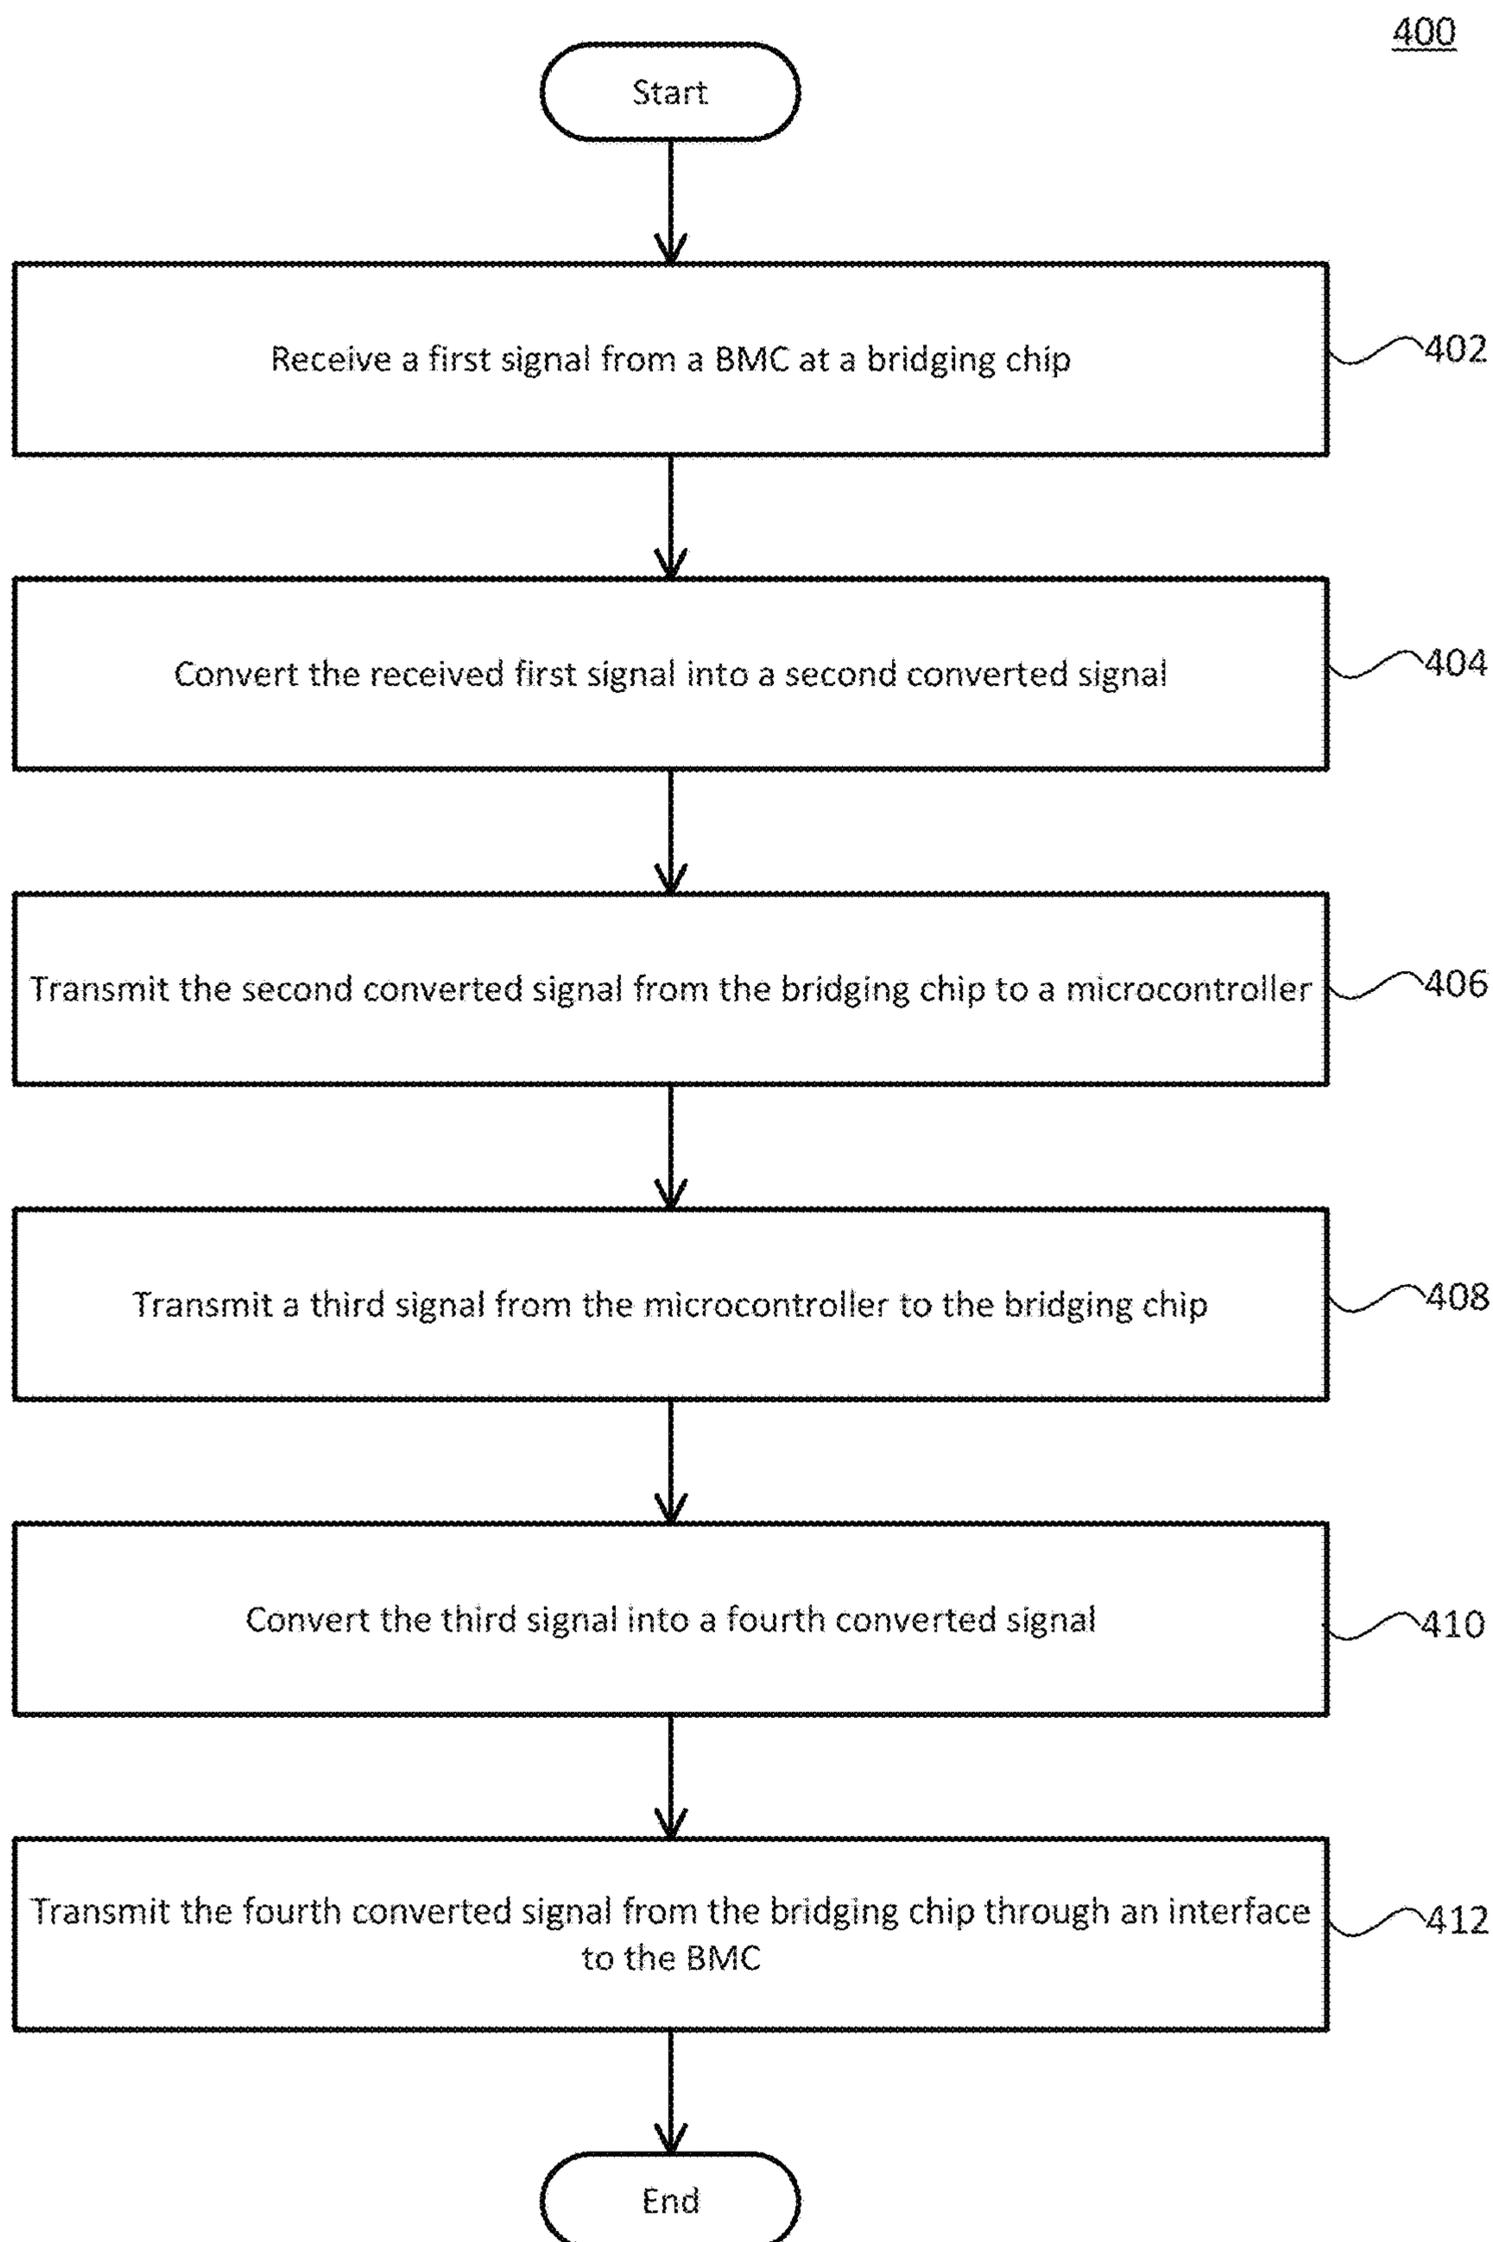 400
Start
Receive a first signal from a BMC at a bridging chip
402
Convert the received first signal into a second converted signal
404
Transmit the second converted signal from the bridging chip to a microcontroller
406
Transmit a third signal from the microcontroller to the bridging chip
408
Convert the third signal into a fourth converted signal
410
Transmit the fourth converted signal from the bridging chip through an interface
to the BMC
412
End